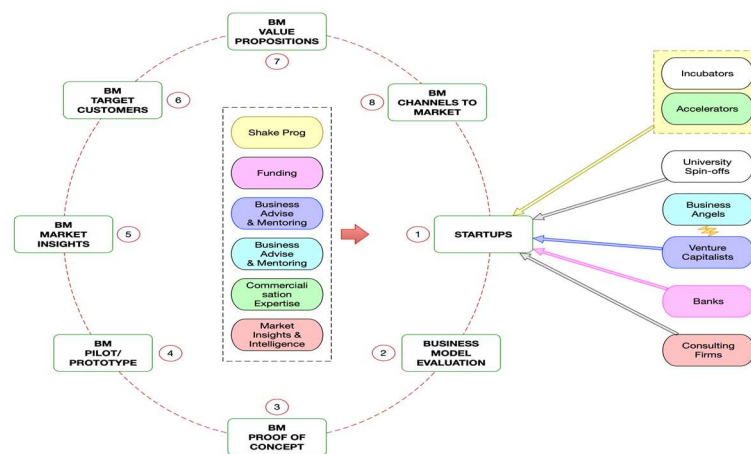 BM
VALUE
PROPOSITIONS
7
BM
TARGET
CUSTOMERS
6
8
BM
CHANNELS TO
MARKET
Incubators
Accelerators
Shake Prog
Funding
Business
Advise
& Mentoring
Business
Advise
& Mentoring
Commerciali
sation
Expertise
Market
Insights &
Intelligence
University
Spin-offs
Business
Angels
Venture
Capitalists
Banks
Consulting
Firms
BM
MARKET
INSIGHTS
5
1
STARTUPS
BM
PILOT/
PROTOTYPE
4
2
BUSINESS
MODEL
EVALUATION
3
BM
PROOF OF
CONCEPT